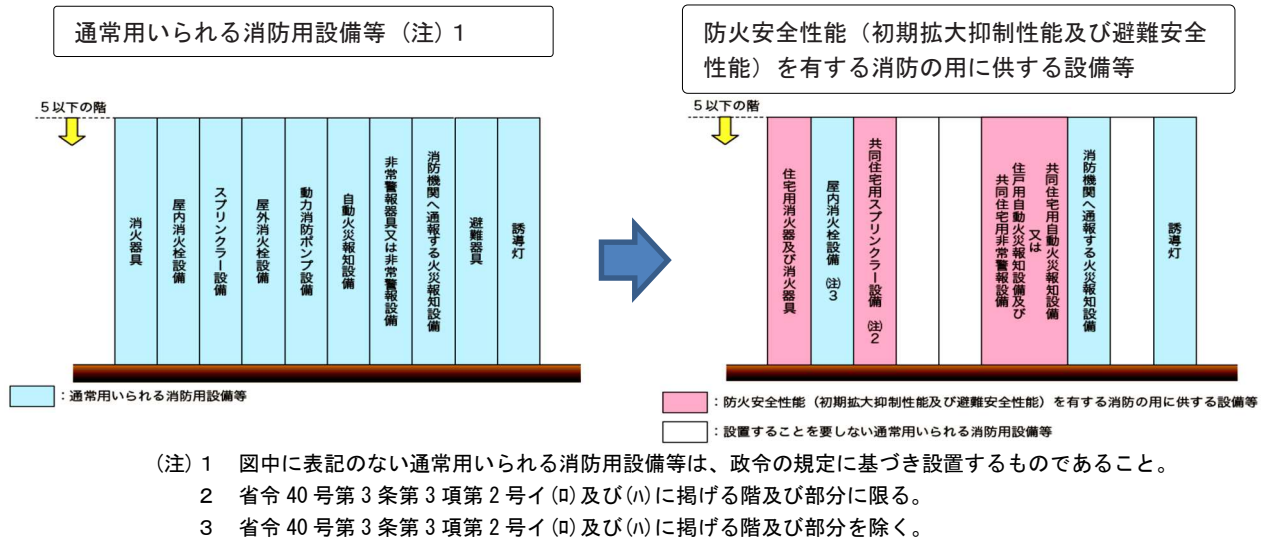 通常用いられる消防用設備等（注）1
防火安全性能（初期拡大抑制性能及び避難安全
性能）を有する消防の用に供する設備等
5以下の階
消火器具
屋内消火栓設備
スプリンクラー設備
屋外消火栓設備
動力消防ポンプ設備
自動火災報知設備
非常警報器具又は非常警報設備
消防機関へ通報する火災報知設備
避難器具
誘導灯
：通常用いられる消防用設備等
5以下の階
住宅用消火器及び消火器具
屋内消火栓設備（注）3
共同住宅用スプリンクラー設備（注）2
共同住宅用自動火災報知設備
又は
住戸用自動火災報知設備及び
共同住宅用非常警報設備
消防機関へ通報する火災報知設備
誘導灯
：防火安全性能（初期拡大抑制性能及び避難安全性能）を有する消防の用に供する設備等
：設置することを要しない通常用いられる消防用設備等
（注）1　図中に表記のない通常用いられる消防用設備等は、政令の規定に基づき設置するものであること。
2　省令40号第3条第3項第2号イ(ﾛ)及び(ﾊ)に掲げる階及び部分に限る。
3　省令40号第3条第3項第2号イ(ﾛ)及び(ﾊ)に掲げる階及び部分を除く。